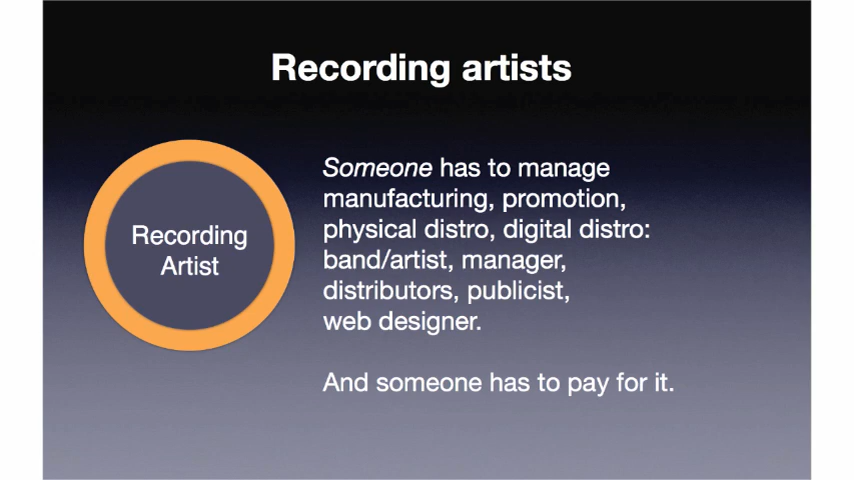 Recording artists
Recording
Artist
Someone has to manage
manufacturing, promotion,
physical distro, digital distro:
band/artist, manager,
distributors, publicist,
web designer.
And someone has to pay for it.